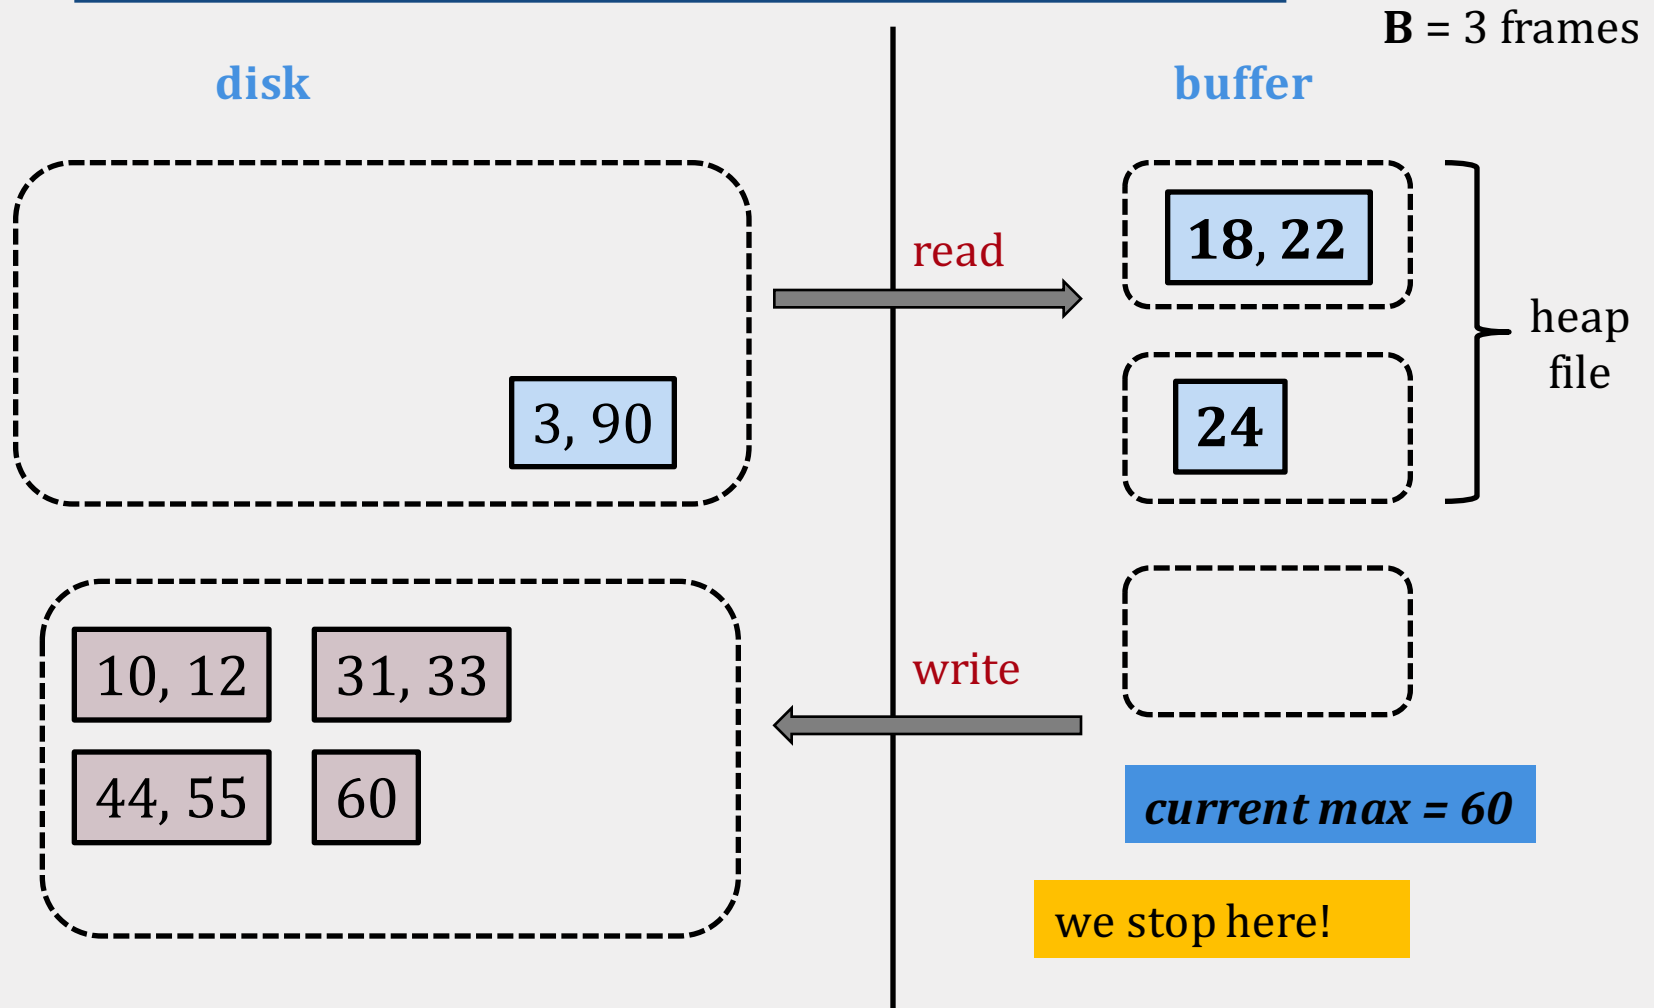 B = 3 frames
disk
buffer
18, 22
read
heap
file
3, 90
24
10, 12
31, 33
write
44, 55
60
current max = 60
we stop here!